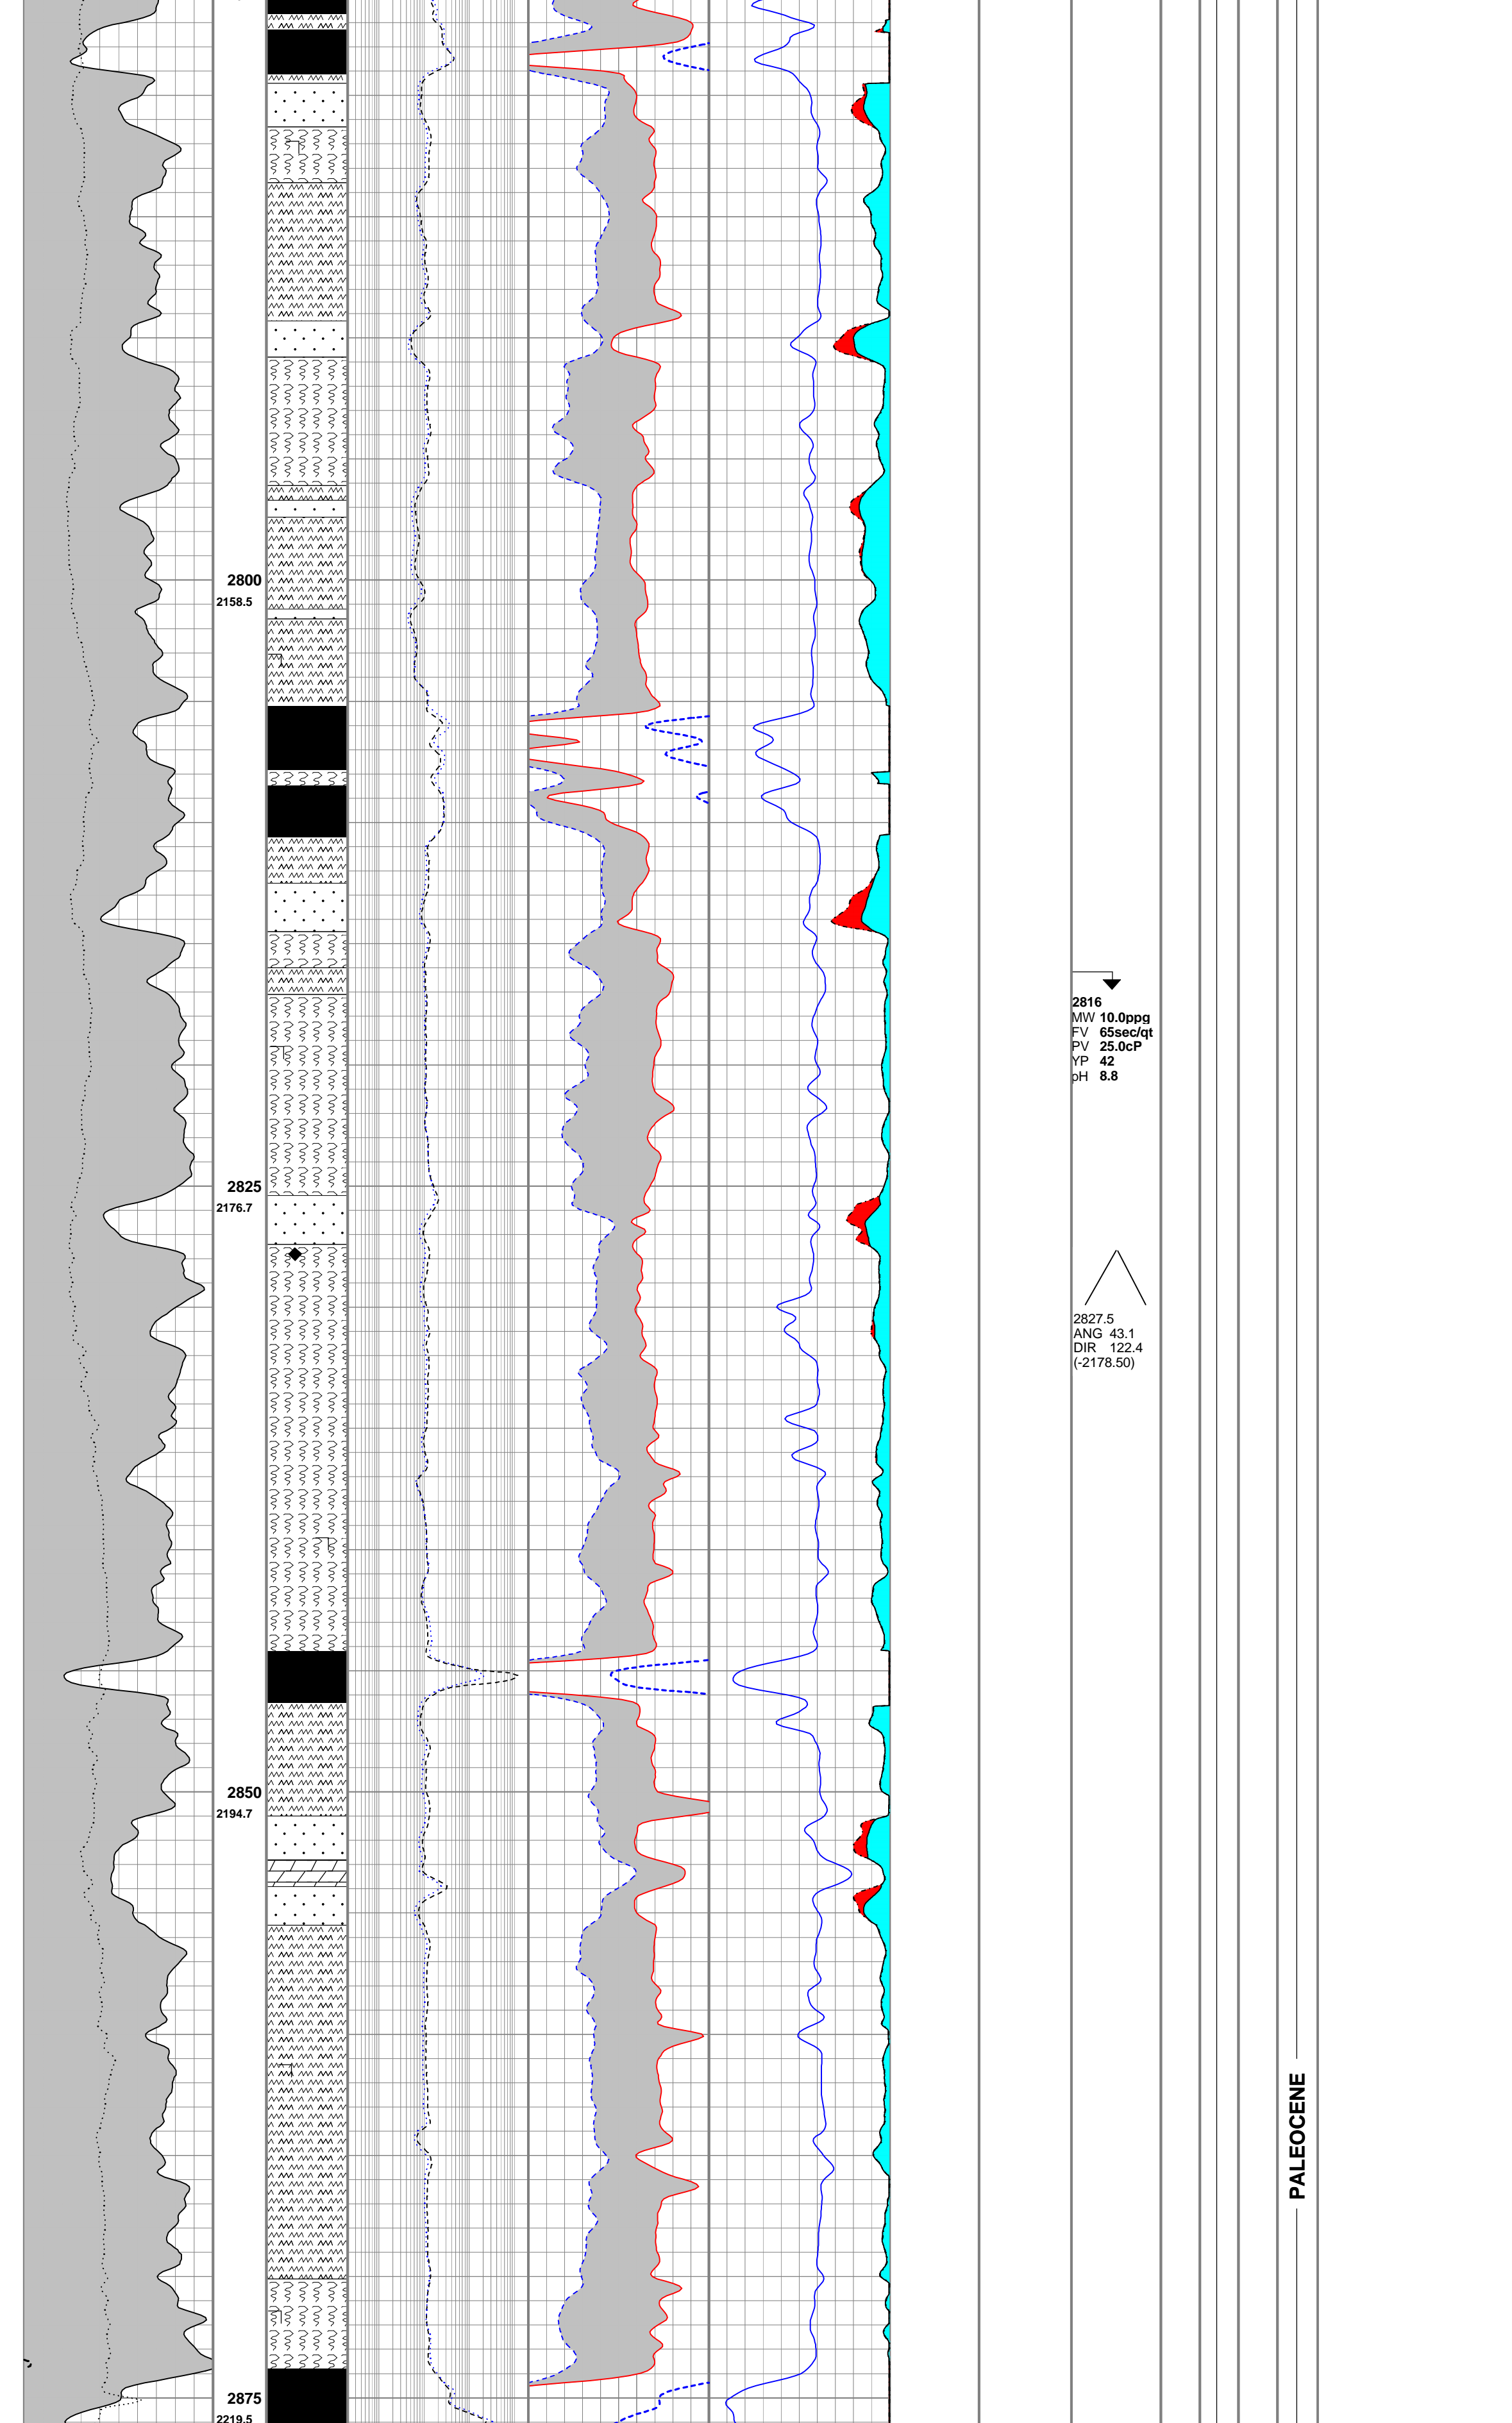 2800
2158.5
2816
MW 10.0ppg
FV 65sec/qt
PV 25.0cP
YP 42
pH 8.8
2825
2176.7
2827.5
ANG 43.1
DIR 122.4
(-2178.50)
2850
2194.7
PALEOCENE
2875
2219.5